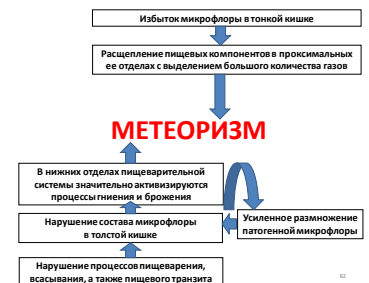 Избыток микрофлоры в тонкой кишке
Расщепление пищевых компонентов в проксимальных
ее отделах с выделением большого количества газов
МЕТЕОРИЗМ
В нижних отделах пищеварительной
системы значительно активизируются
процессы гниения и брожения
Нарушение состава микрофлоры
в толстой кишке
Усиленное размножение
патогенной микрофлоры
Нарушение процессов пищеварения,
всасывания, а также пищевого транзита
82